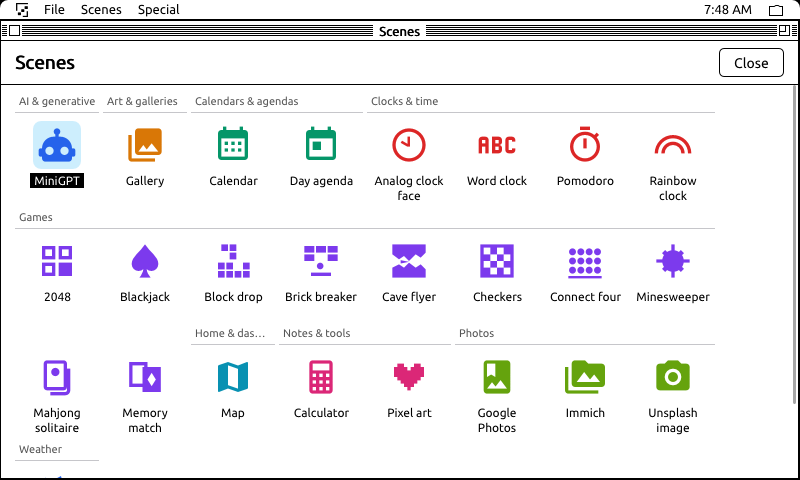 File Scenes Special 7:48 AM
Scenes
Scenes Close
AI & generative Art & galleries Calendars & agendas Clocks & time
ABC
MiniGPT Gallery Calendar Day agenda Analog clock face Word clock Pomodoro Rainbow clock
Games
2048 Blackjack Block drop Brick breaker Cave flyer Checkers Connect four Minesweeper
Home & das... Notes & tools Photos
Mahjong solitaire Memory match Map Calculator Pixel art Google Photos Immich Unsplash image
Weather